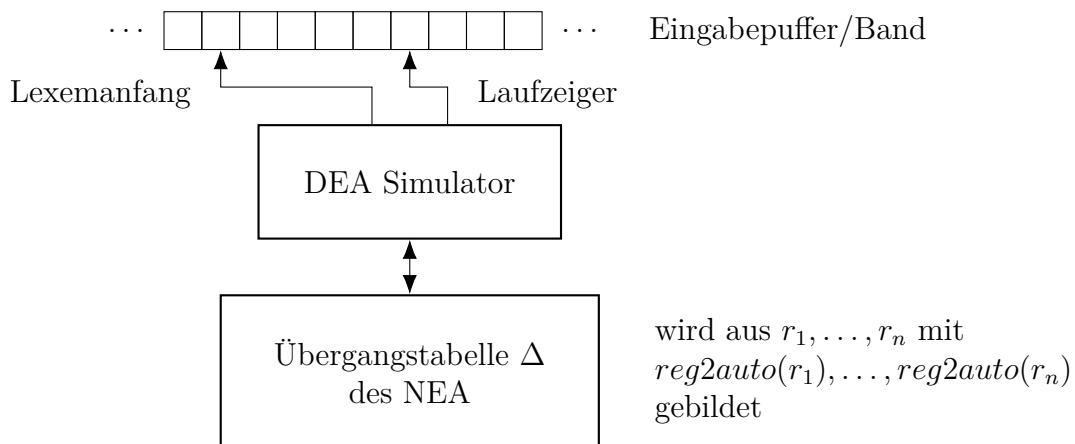 ··· ··· Eingabepuffer/Band
Lexemanfang Laufzeiger
DEA Simulator
Übergangstabelle Δ
des NEA
wird aus r₁, . . . , rₙ mit
reg2auto(r₁), . . . , reg2auto(rₙ)
gebildet